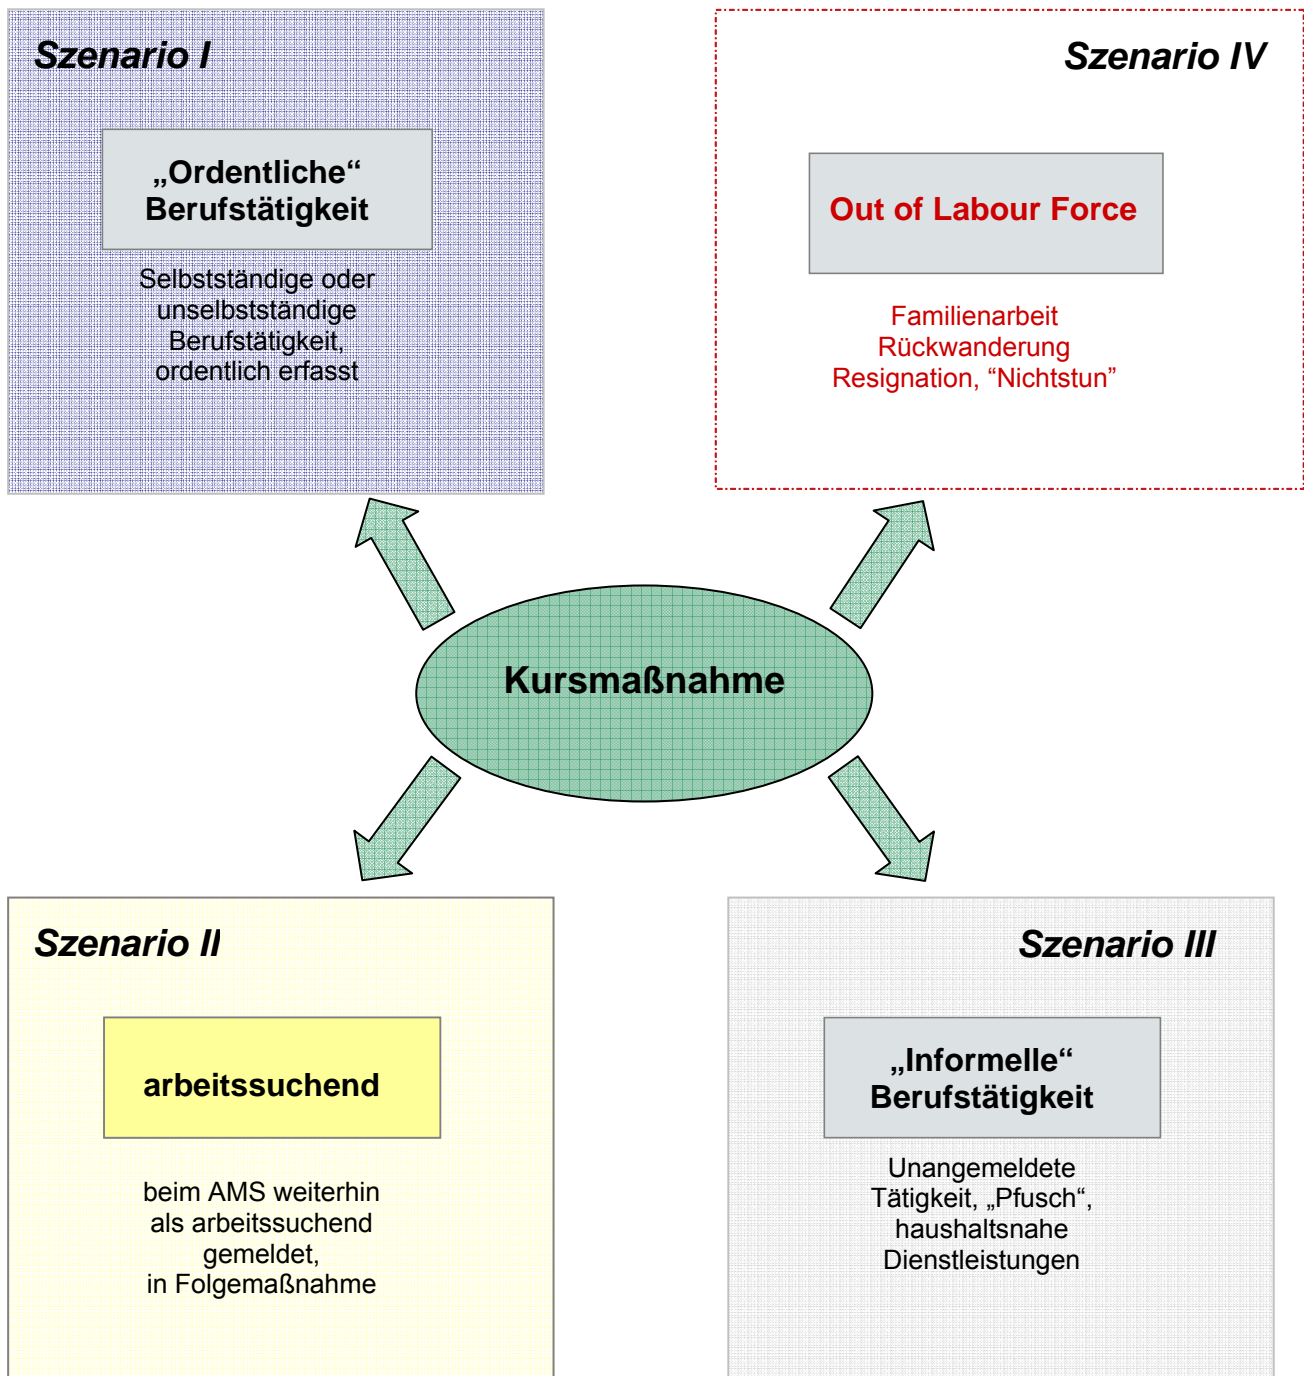 Szenario I
„Ordentliche“
Berufstätigkeit
Selbstständige oder
unselbstständige
Berufstätigkeit,
ordentlich erfasst
Szenario IV
Out of Labour Force
Familienarbeit
Rückwanderung
Resignation, “Nichtstun”
Kursmaßnahme
Szenario II
arbeitssuchend
beim AMS weiterhin
als arbeitssuchend
gemeldet,
in Folgemaßnahme
Szenario III
„Informelle“
Berufstätigkeit
Unangemeldete
Tätigkeit, „Pfusch“,
haushaltsnahe
Dienstleistungen